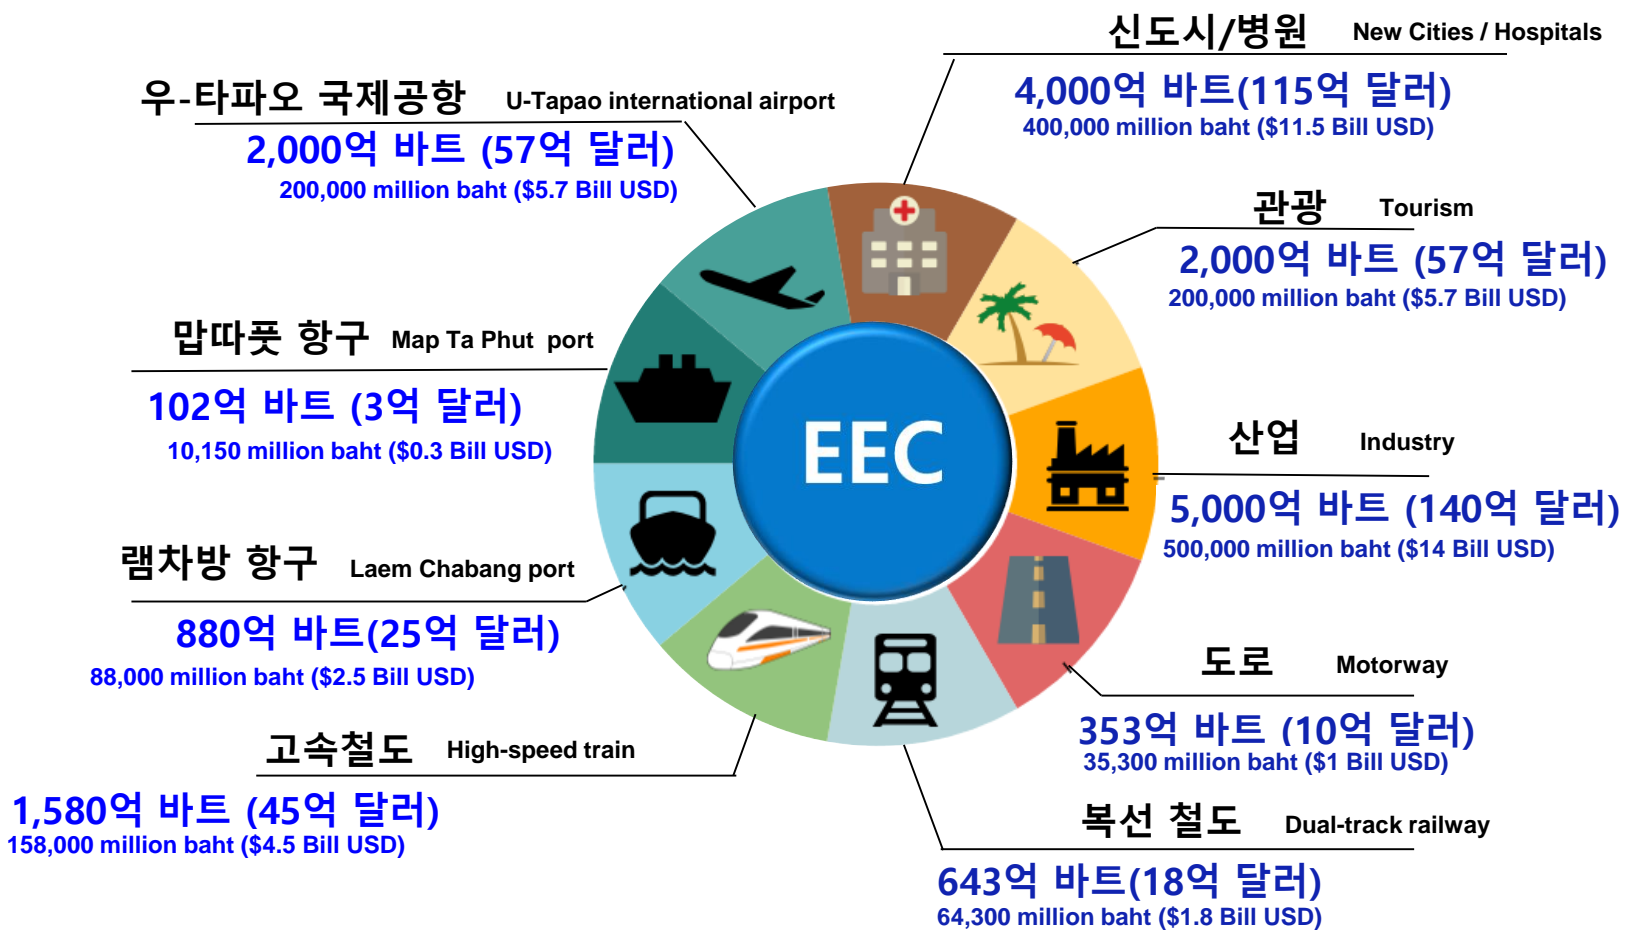 신도시/병원 New Cities / Hospitals
4,000억 바트(115억 달러)
400,000 million baht ($11.5 Bill USD)
우-타파오 국제공항 U-Tapao international airport
2,000억 바트 (57억 달러)
200,000 million baht ($5.7 Bill USD)
관광 Tourism
2,000억 바트 (57억 달러)
200,000 million baht ($5.7 Bill USD)
맙따풋 항구 Map Ta Phut port
102억 바트 (3억 달러)
10,150 million baht ($0.3 Bill USD)
EEC
산업 Industry
5,000억 바트 (140억 달러)
500,000 million baht ($14 Bill USD)
램차방 항구 Laem Chabang port
880억 바트(25억 달러)
88,000 million baht ($2.5 Bill USD)
도로 Motorway
353억 바트 (10억 달러)
35,300 million baht ($1 Bill USD)
고속철도 High-speed train
1,580억 바트 (45억 달러)
158,000 million baht ($4.5 Bill USD)
복선 철도 Dual-track railway
643억 바트(18억 달러)
64,300 million baht ($1.8 Bill USD)